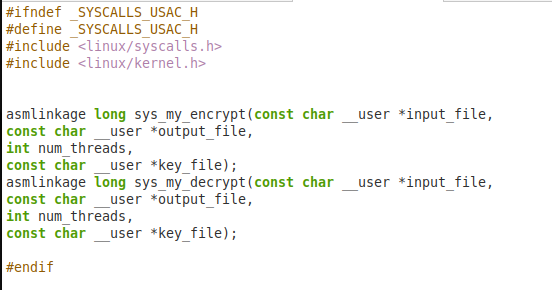 #ifndef _SYSCALLS_USAC_H
#define _SYSCALLS_USAC_H
#include <linux/syscalls.h>
#include <linux/kernel.h>
asmlinkage long sys_my_encrypt(const char __user *input_file,
const char __user *output_file,
int num_threads,
const char __user *key_file);
asmlinkage long sys_my_decrypt(const char __user *input_file,
const char __user *output_file,
int num_threads,
const char __user *key_file);
#endif